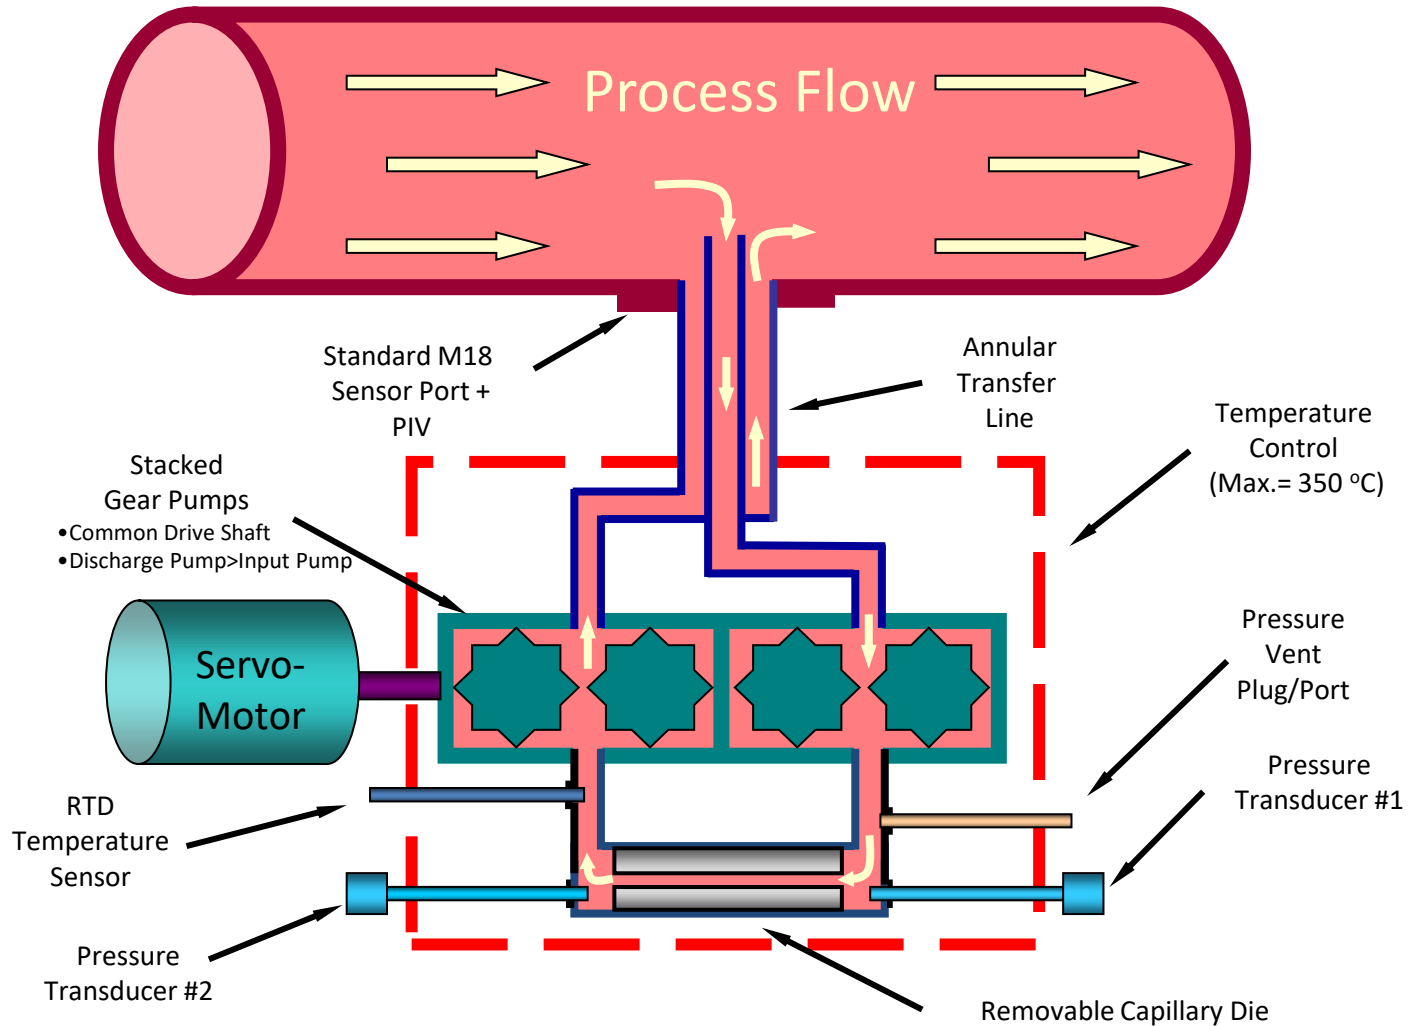 Process Flow
Standard M18
Sensor Port +
PIV
Annular
Transfer
Line
Temperature
Control
(Max.= 350 oC)
Stacked
Gear Pumps
•Common Drive Shaft
•Discharge Pump>Input Pump
Servo-
Motor
Pressure
Vent
Plug/Port
Pressure
Transducer #1
RTD
Temperature
Sensor
Pressure
Transducer #2
Removable Capillary Die